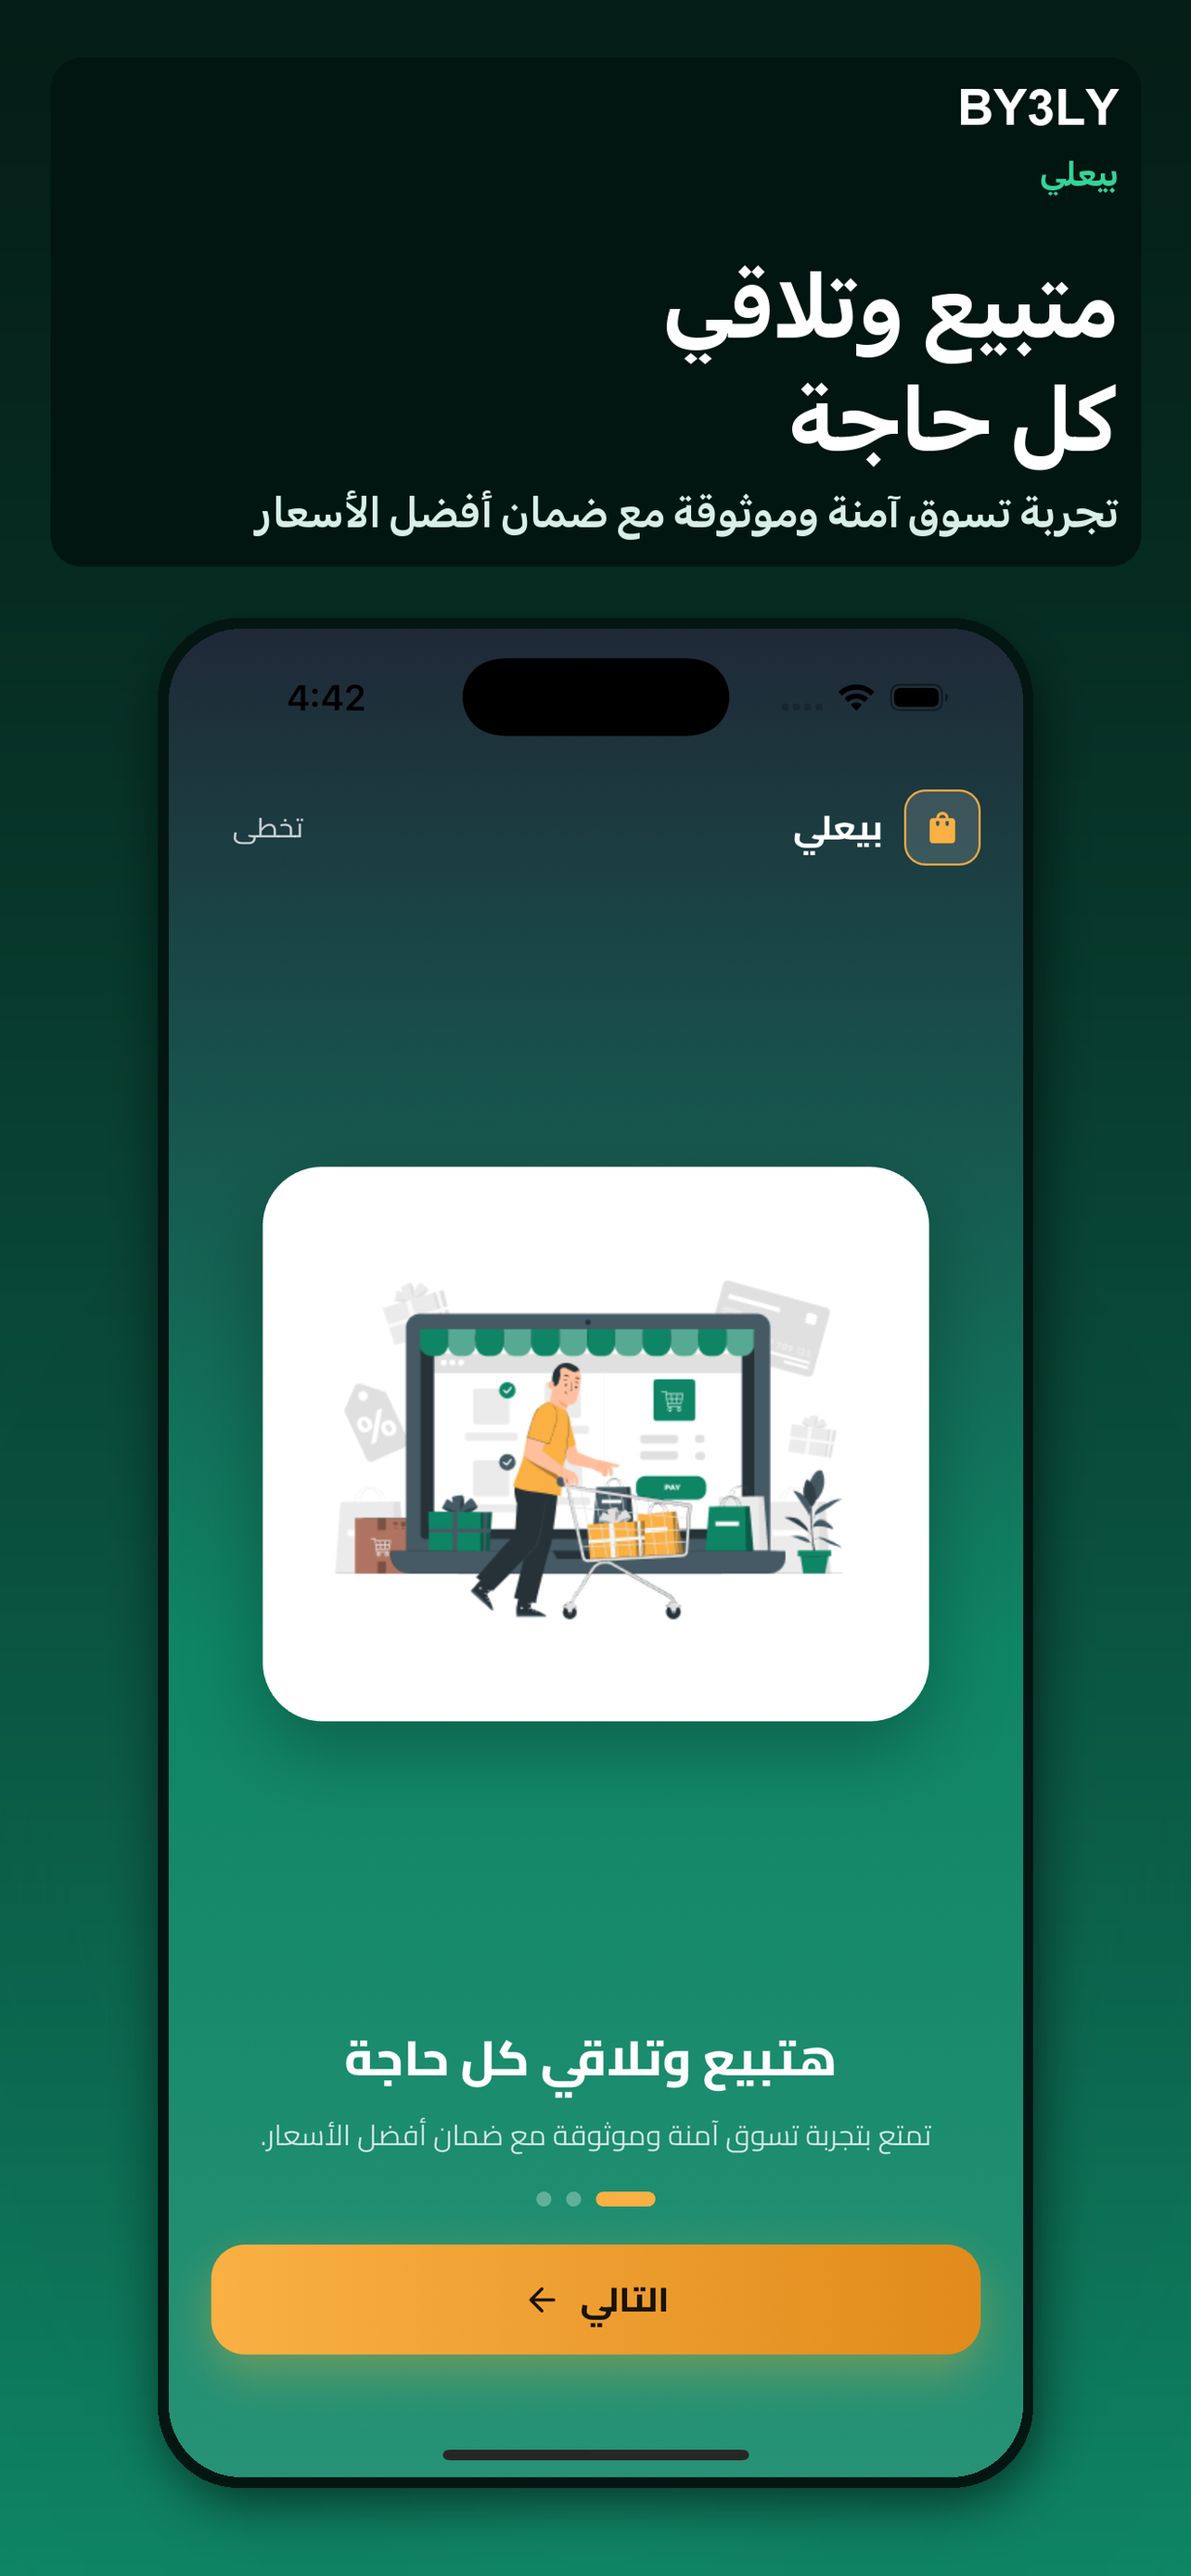 BY3LY
بيعلي
متبيع وتلاقي
كل حاجة
تجربة تسوق آمنة وموثوقة مع ضمان أفضل الأسعار
4:42
بيعلي
تخطى
PAY
هتبيع وتلاقي كل حاجة
تمتع بتجربة تسوق آمنة وموثوقة مع ضمان أفضل الأسعار.
التالي